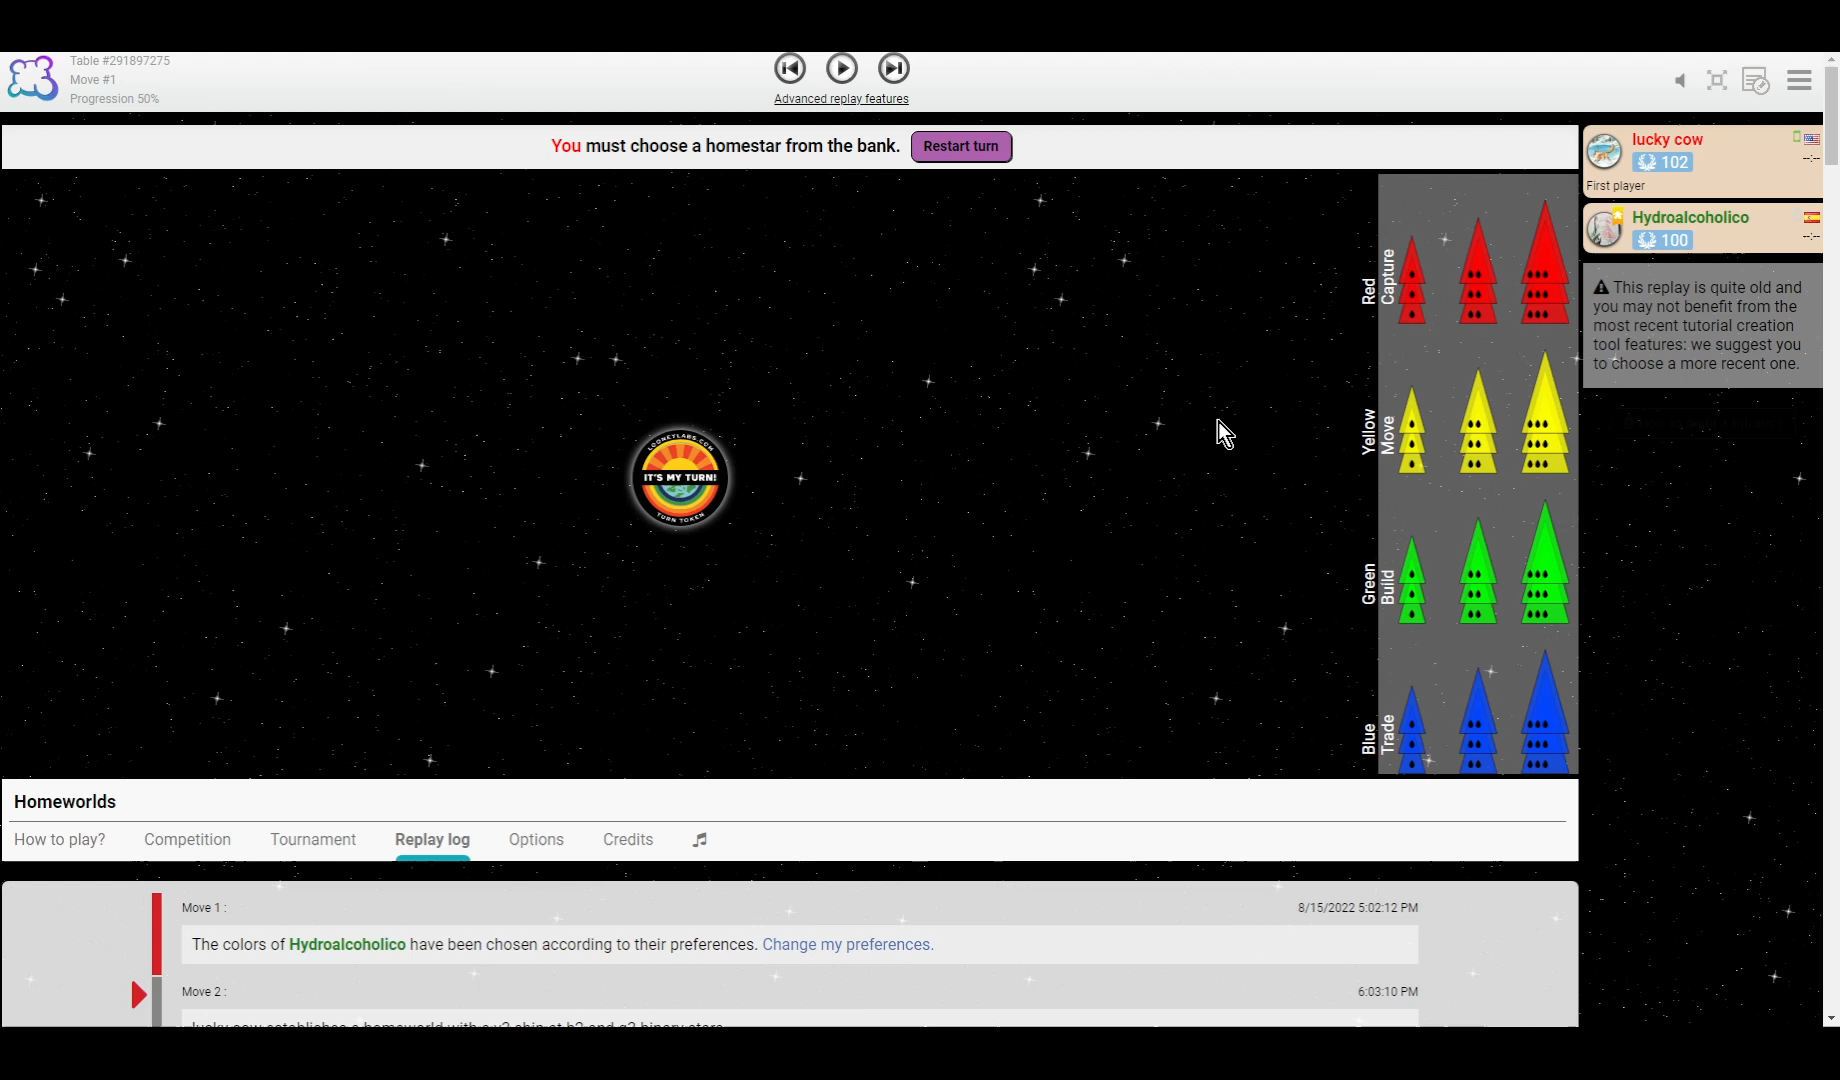 Table #291897275
Move #1
Progression 50%
Advanced replay features
You must choose a homestar from the bank.
Restart turn
lucky cow
102
--:--
First player
Hydroalcoholico
100
--:--
This replay is quite old and
you may not benefit from the
most recent tutorial creation
tool features: we suggest you
to choose a more recent one.
Red
Capture
Yellow
Move
Green
Build
Blue
Trade
LOONEYLABS.COM
IT'S MY TURN!
TURN TOKEN
Homeworlds
How to play?
Competition
Tournament
Replay log
Options
Credits
Move 1 :
8/15/2022 5:02:12 PM
The colors of Hydroalcoholico have been chosen according to their preferences. Change my preferences.
Move 2 :
6:03:10 PM